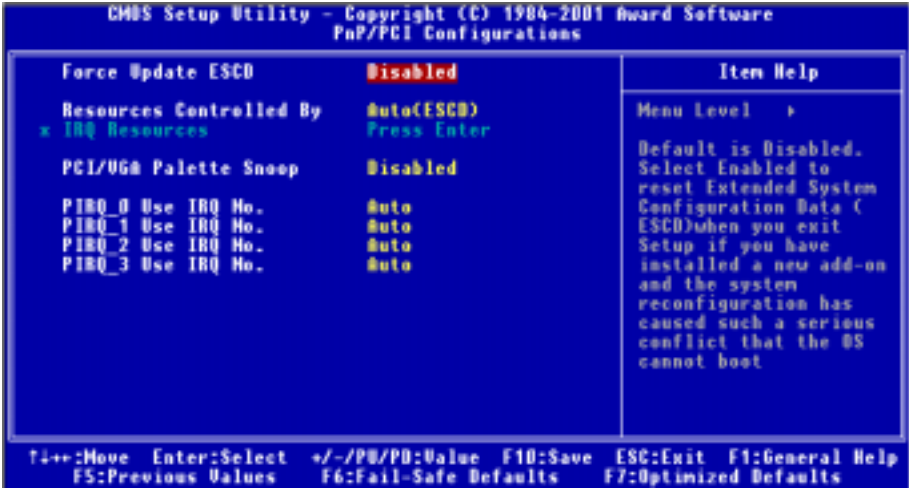 CMOS Setup Utility - Copyright (C) 1984-2001 Award Software
PnP/PCI Configurations
Force Update ESCD Disabled
Resources Controlled By Auto(ESCD)
x IRQ Resources Press Enter
PCI/VGA Palette Snoop Disabled
PIRQ_0 Use IRQ No. Auto
PIRQ_1 Use IRQ No. Auto
PIRQ_2 Use IRQ No. Auto
PIRQ_3 Use IRQ No. Auto
Item Help
Menu Level ▸
Default is Disabled.
Select Enabled to
reset Extended System
Configuration Data (
ESCD)when you exit
Setup if you have
installed a new add-on
and the system
reconfiguration has
caused such a serious
conflict that the OS
cannot boot
↑↓→←:Move Enter:Select +/-/PU/PD:Value F10:Save ESC:Exit F1:General Help
F5:Previous Values F6:Fail-Safe Defaults F7:Optimized Defaults